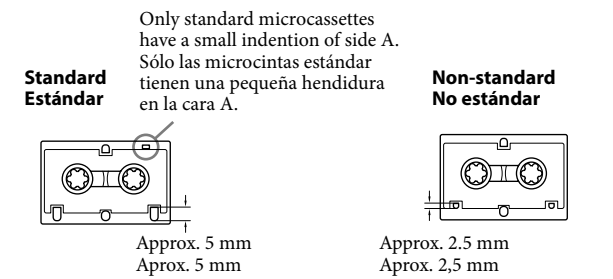 Only standard microcassettes
have a small indention of side A.
Sólo las microcintas estándar
tienen una pequeña hendidura
en la cara A.
Standard
Estándar
Non-standard
No estándar
Approx. 5 mm
Aprox. 5 mm
Approx. 2.5 mm
Aprox. 2,5 mm